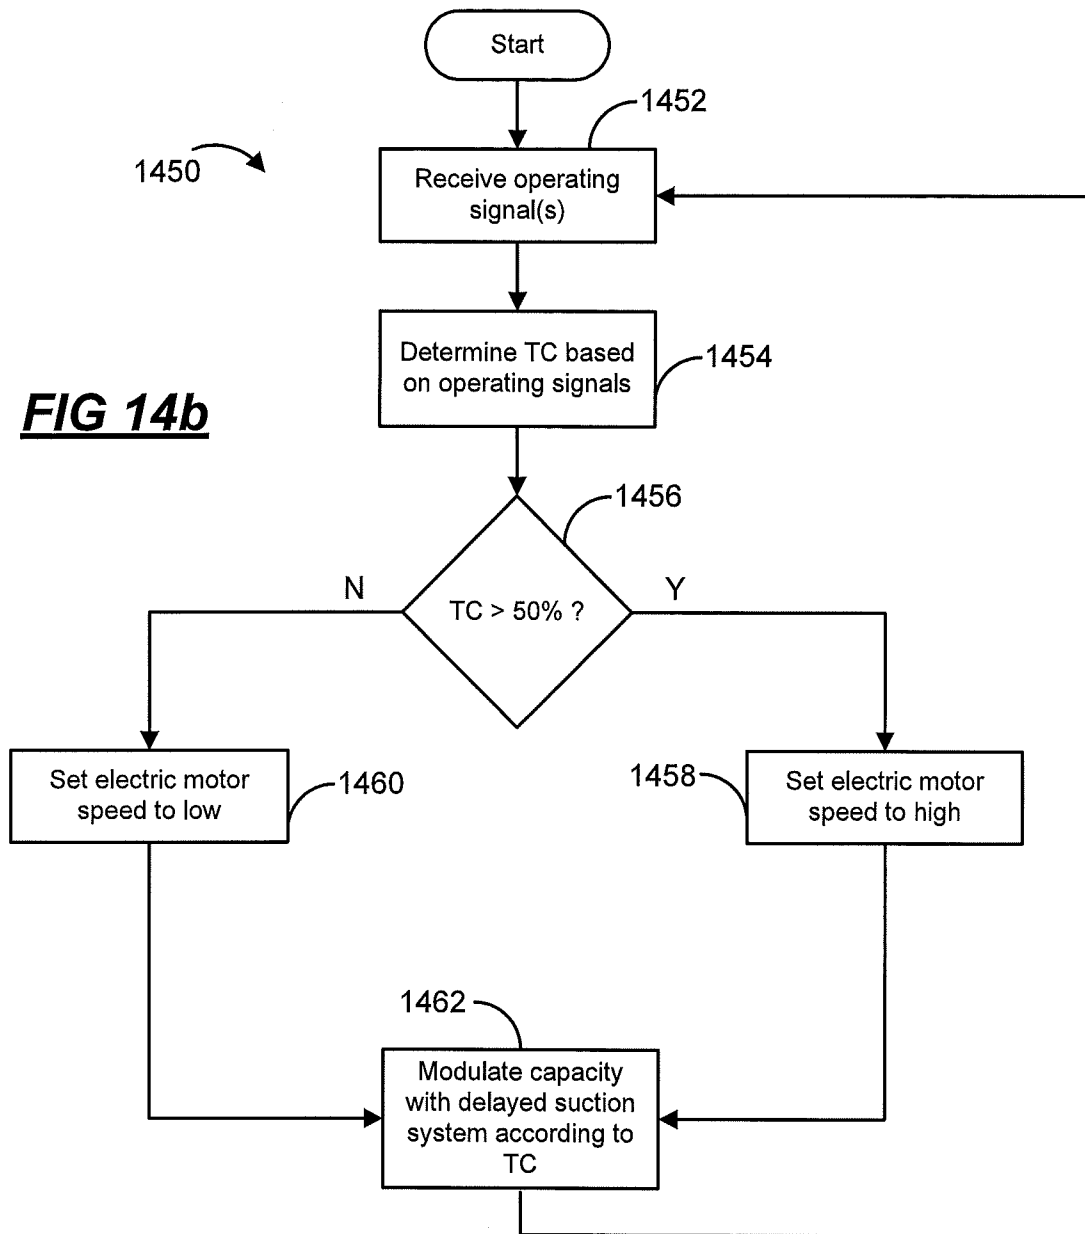 Start
1452
1450
Receive operating
signal(s)
Determine TC based
on operating signals
1454
FIG 14b
1456
N
Y
TC > 50% ?
Set electric motor
speed to low
1460
1458
Set electric motor
speed to high
1462
Modulate capacity
with delayed suction
system according to
TC